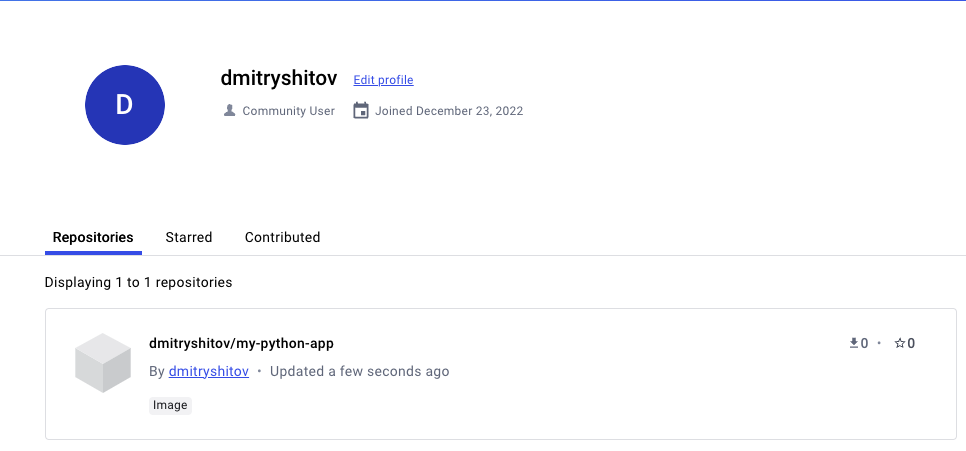 D
dmitryshitov Edit profile
Community User Joined December 23, 2022
Repositories Starred Contributed
Displaying 1 to 1 repositories
dmitryshitov/my-python-app 0 • 0
By dmitryshitov • Updated a few seconds ago
Image